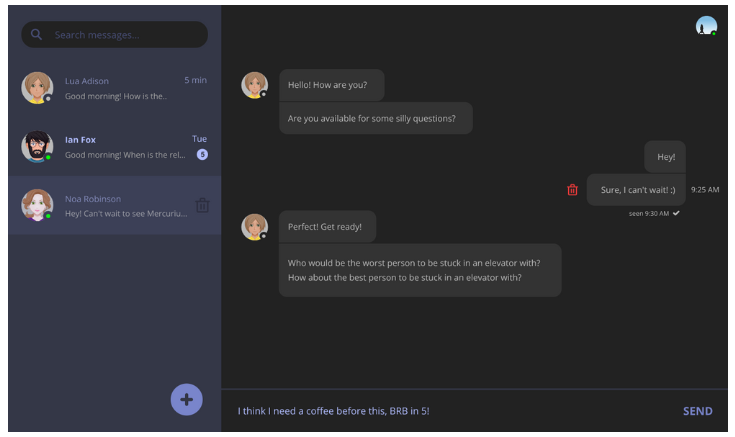 Search messages...
Lua Adison
5 min
Good morning! How is the..
Ian Fox
Tue
Good morning! When is the rel...
5
Noa Robinson
Hey! Can't wait to see Mercuriu...
Hello! How are you?
Are you available for some silly questions?
Hey!
Sure, I can't wait! :)
9:25 AM
seen 9:30 AM
Perfect! Get ready!
Who would be the worst person to be stuck in an elevator with?
How about the best person to be stuck in an elevator with?
I think I need a coffee before this, BRB in 5!
SEND